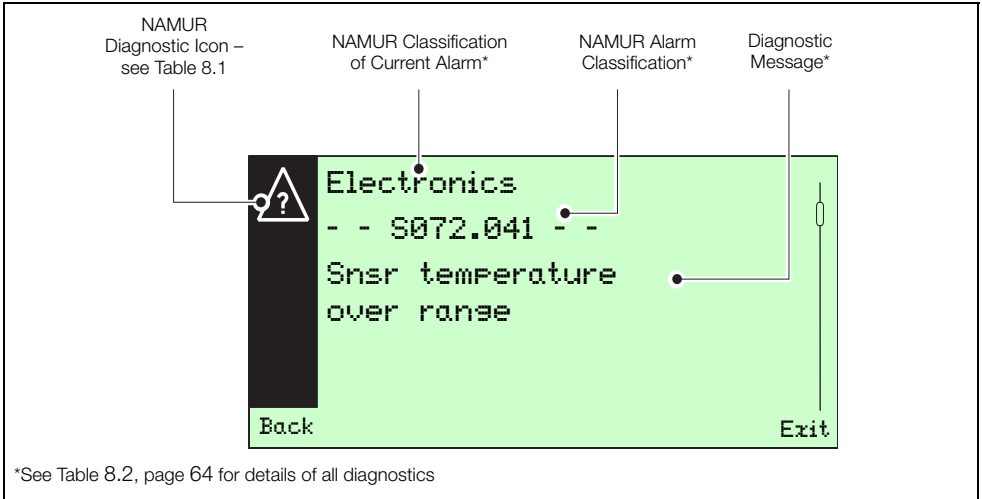 NAMUR
Diagnostic Icon –
see Table 8.1
NAMUR Classification
of Current Alarm*
NAMUR Alarm
Classification*
Diagnostic
Message*
?
Electronics
- - S072.041 - -
Snsr temperature
over range
Back
Exit
*See Table 8.2, page 64 for details of all diagnostics